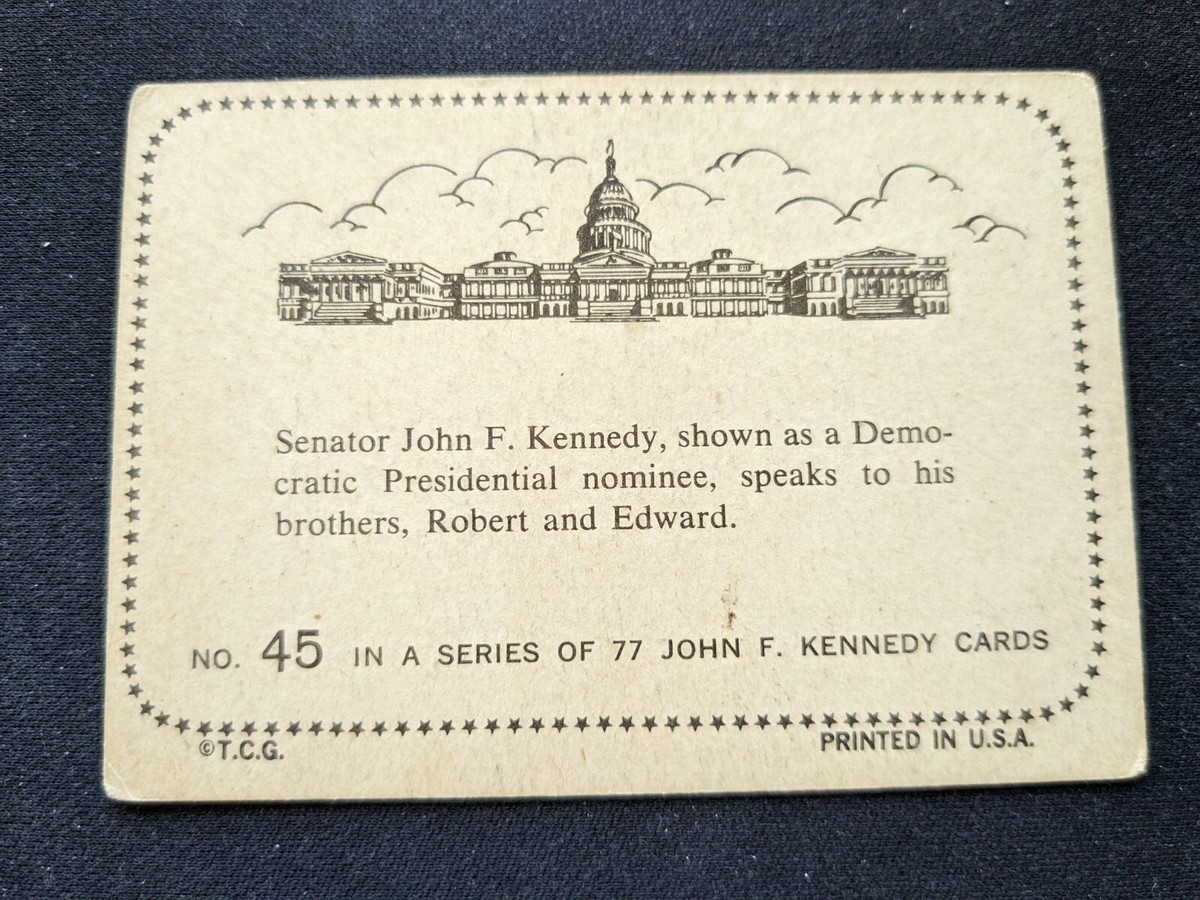 Senator John F. Kennedy, shown as a Demo-
cratic Presidential nominee, speaks to his
brothers, Robert and Edward.
NO. 45 IN A SERIES OF 77 JOHN F. KENNEDY CARDS
©T.C.G. PRINTED IN U.S.A.